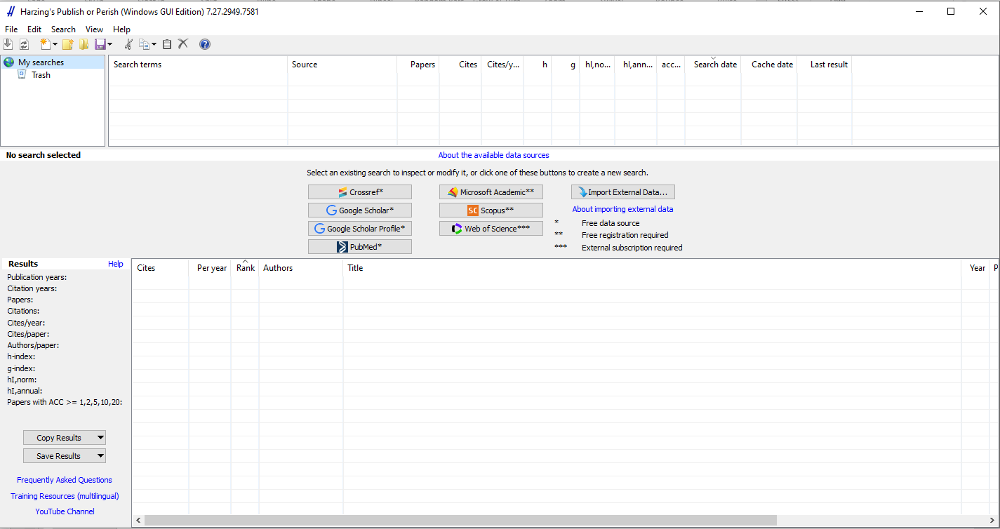 Harzing's Publish or Perish (Windows GUI Edition) 7.27.2949.7581
File Edit Search View Help
My searches
Trash
Search terms Source Papers Cites Cites/y... h g hI,no... hI,ann... acc... Search date Cache date Last result
No search selected About the available data sources
Select an existing search to inspect or modify it, or click one of these buttons to create a new search.
Crossref* Microsoft Academic** Import External Data...
Google Scholar* SC Scopus** About importing external data
* Free data source
Google Scholar Profile* Web of Science*** ** Free registration required
PubMed* *** External subscription required
Results Help
Cites Per year Rank Authors Title Year P
Publication years:
Citation years:
Papers:
Citations:
Cites/year:
Cites/paper:
Authors/paper:
h-index:
g-index:
hI,norm:
hI,annual:
Papers with ACC >= 1,2,5,10,20:
Copy Results
Save Results
Frequently Asked Questions
Training Resources (multilingual)
YouTube Channel